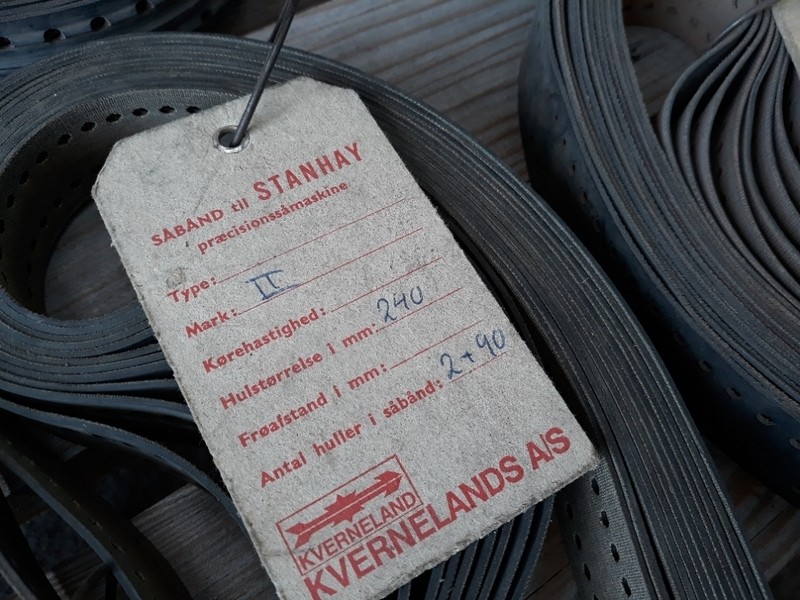 SÅBÅND til STANHAY
præcisionssåmaskine
Type:
Mark: II
Kørehastighed:
Hulstørrelse i mm: 240
Frøafstand i mm:
Antal huller i såbånd: 2+90
KVERNELAND
KVERNELANDS A/S